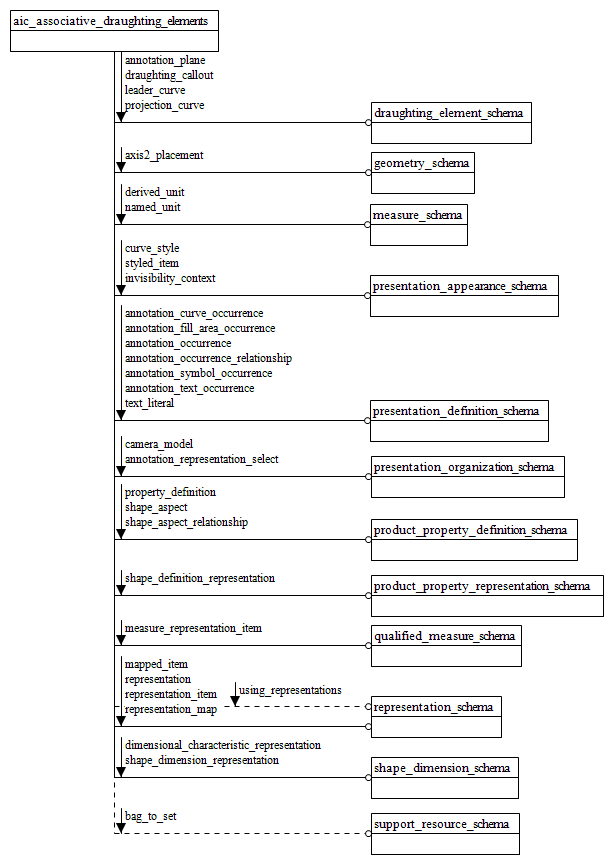 aic_associative_draughting_elements
annotation_plane
draughting_callout
leader_curve
projection_curve
draughting_element_schema
axis2_placement
geometry_schema
derived_unit
named_unit
measure_schema
curve_style
styled_item
invisibility_context
presentation_appearance_schema
annotation_curve_occurrence
annotation_fill_area_occurrence
annotation_occurrence
annotation_occurrence_relationship
annotation_symbol_occurrence
annotation_text_occurrence
text_literal
presentation_definition_schema
camera_model
annotation_representation_select
presentation_organization_schema
property_definition
shape_aspect
shape_aspect_relationship
product_property_definition_schema
shape_definition_representation
product_property_representation_schema
measure_representation_item
qualified_measure_schema
mapped_item
representation
representation_item
representation_map
using_representations
representation_schema
dimensional_characteristic_representation
shape_dimension_representation
shape_dimension_schema
bag_to_set
support_resource_schema